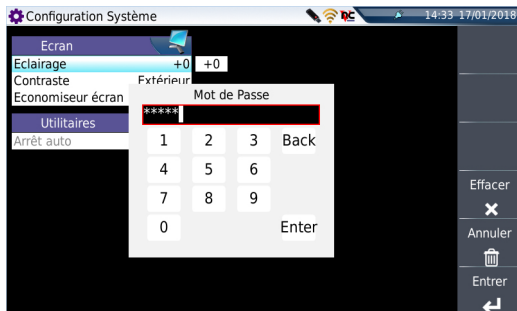 Configuration Système
14:33 17/01/2018
Ecran
Eclairage +0 +0
Contraste Extérieur
Economiseur écran
Utilitaires
Arrêt auto
Mot de Passe
*****
1 2 3 Back
4 5 6
7 8 9
0 Enter
Effacer
Annuler
Entrer